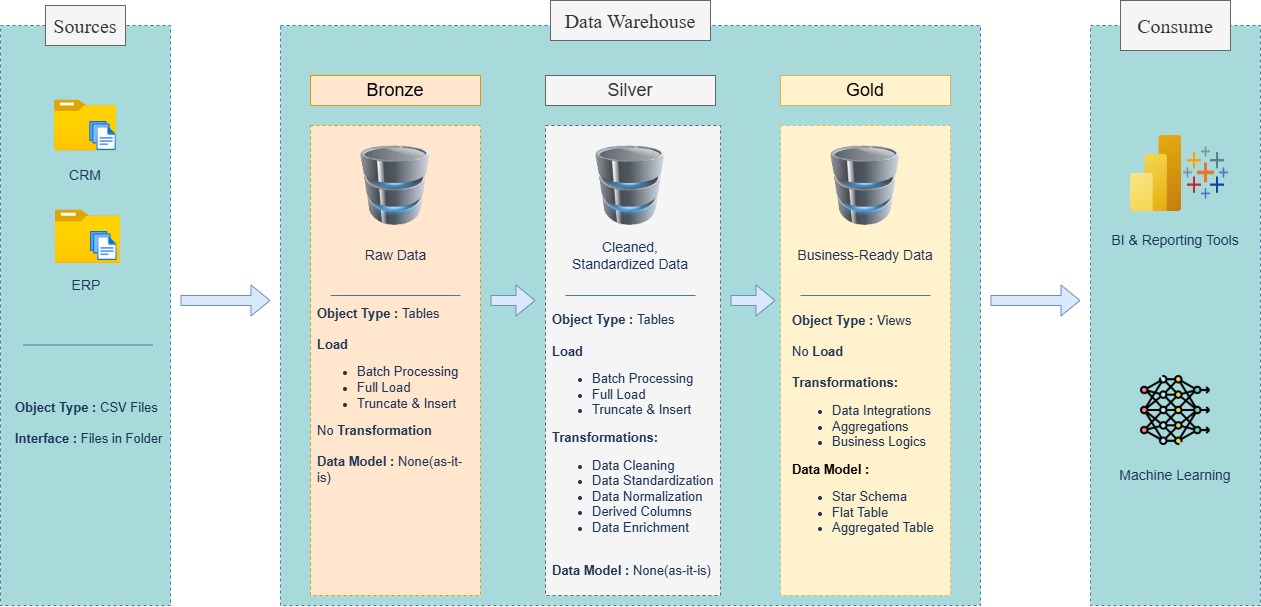 Sources
CRM
ERP
Object Type : CSV Files
Interface : Files in Folder
Data Warehouse
Bronze
Raw Data
Object Type : Tables
Load
Batch Processing
Full Load
Truncate & Insert
No Transformation
Data Model : None(as-it-
is)
Silver
Cleaned,
Standardized Data
Object Type : Tables
Load
Batch Processing
Full Load
Truncate & Insert
Transformations:
Data Cleaning
Data Standardization
Data Normalization
Derived Columns
Data Enrichment
Data Model : None(as-it-is)
Gold
Business-Ready Data
Object Type : Views
No Load
Transformations:
Data Integrations
Aggregations
Business Logics
Data Model :
Star Schema
Flat Table
Aggregated Table
Consume
BI & Reporting Tools
Machine Learning